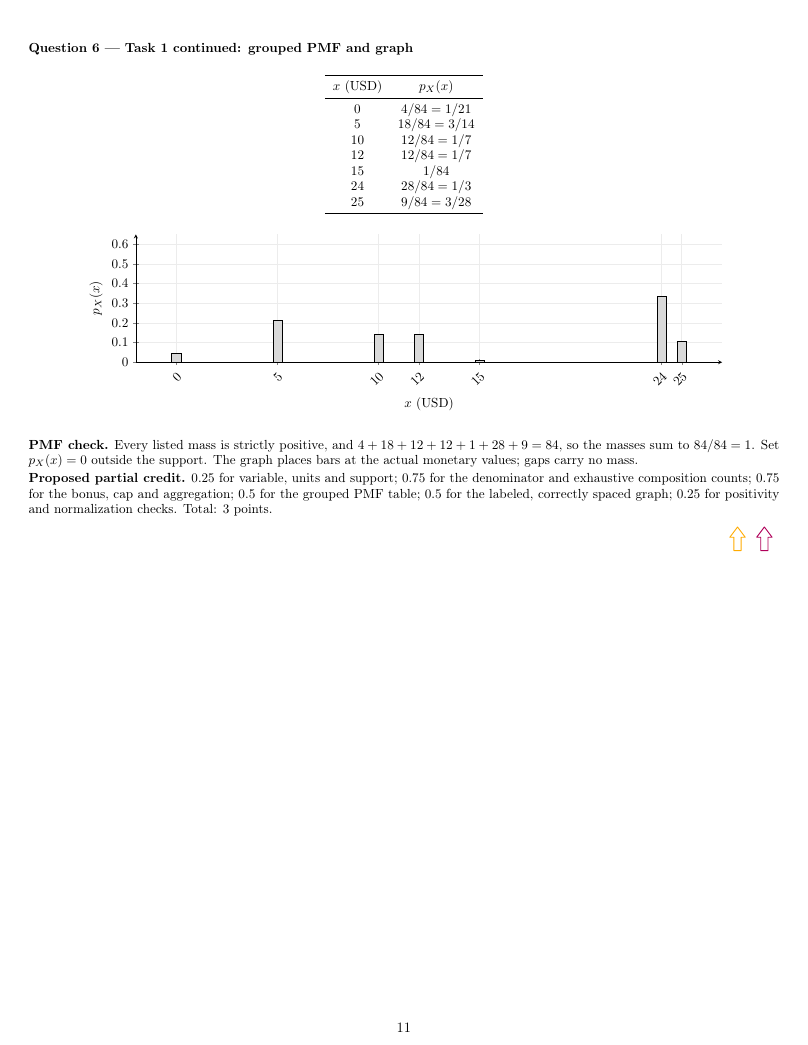 Question 6 — Task 1 continued: grouped PMF and graph
x (USD) p_X(x)
0 4/84 = 1/21
5 18/84 = 3/14
10 12/84 = 1/7
12 12/84 = 1/7
15 1/84
24 28/84 = 1/3
25 9/84 = 3/28
0.6
0.5
0.4
0.3
0.2
0.1
0
p_X(x)
0 5 10 12 15 24 25
x (USD)
PMF check. Every listed mass is strictly positive, and 4 + 18 + 12 + 12 + 1 + 28 + 9 = 84, so the masses sum to 84/84 = 1. Set
p_X(x) = 0 outside the support. The graph places bars at the actual monetary values; gaps carry no mass.
Proposed partial credit. 0.25 for variable, units and support; 0.75 for the denominator and exhaustive composition counts; 0.75
for the bonus, cap and aggregation; 0.5 for the grouped PMF table; 0.5 for the labeled, correctly spaced graph; 0.25 for positivity
and normalization checks. Total: 3 points.
11